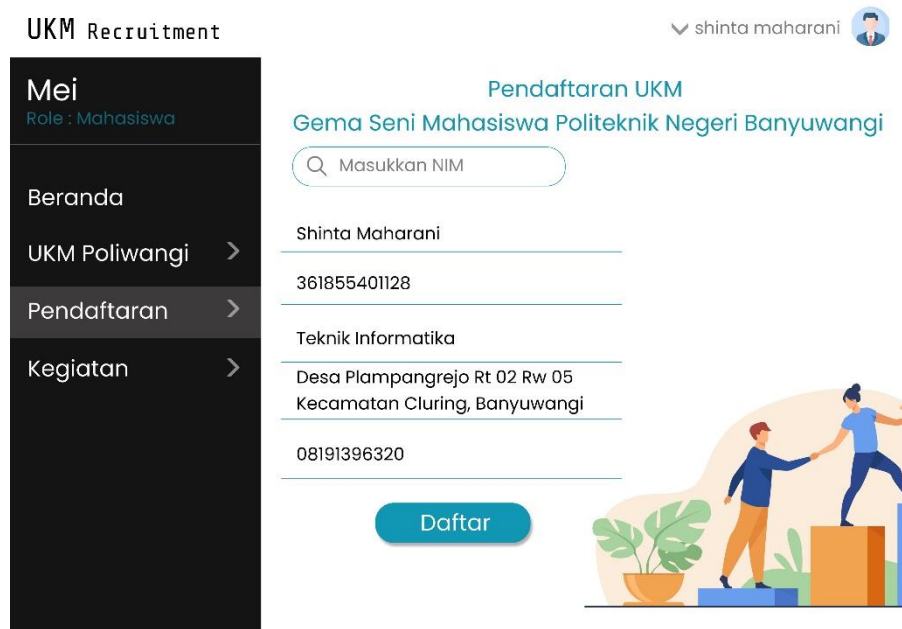 UKM Recruitment
shinta maharani
Mei
Role : Mahasiswa
Beranda
UKM Poliwangi
Pendaftaran
Kegiatan
Pendaftaran UKM
Gema Seni Mahasiswa Politeknik Negeri Banyuwangi
Masukkan NIM
Shinta Maharani
361855401128
Teknik Informatika
Desa Plampangrejo Rt 02 Rw 05
Kecamatan Cluring, Banyuwangi
08191396320
Daftar